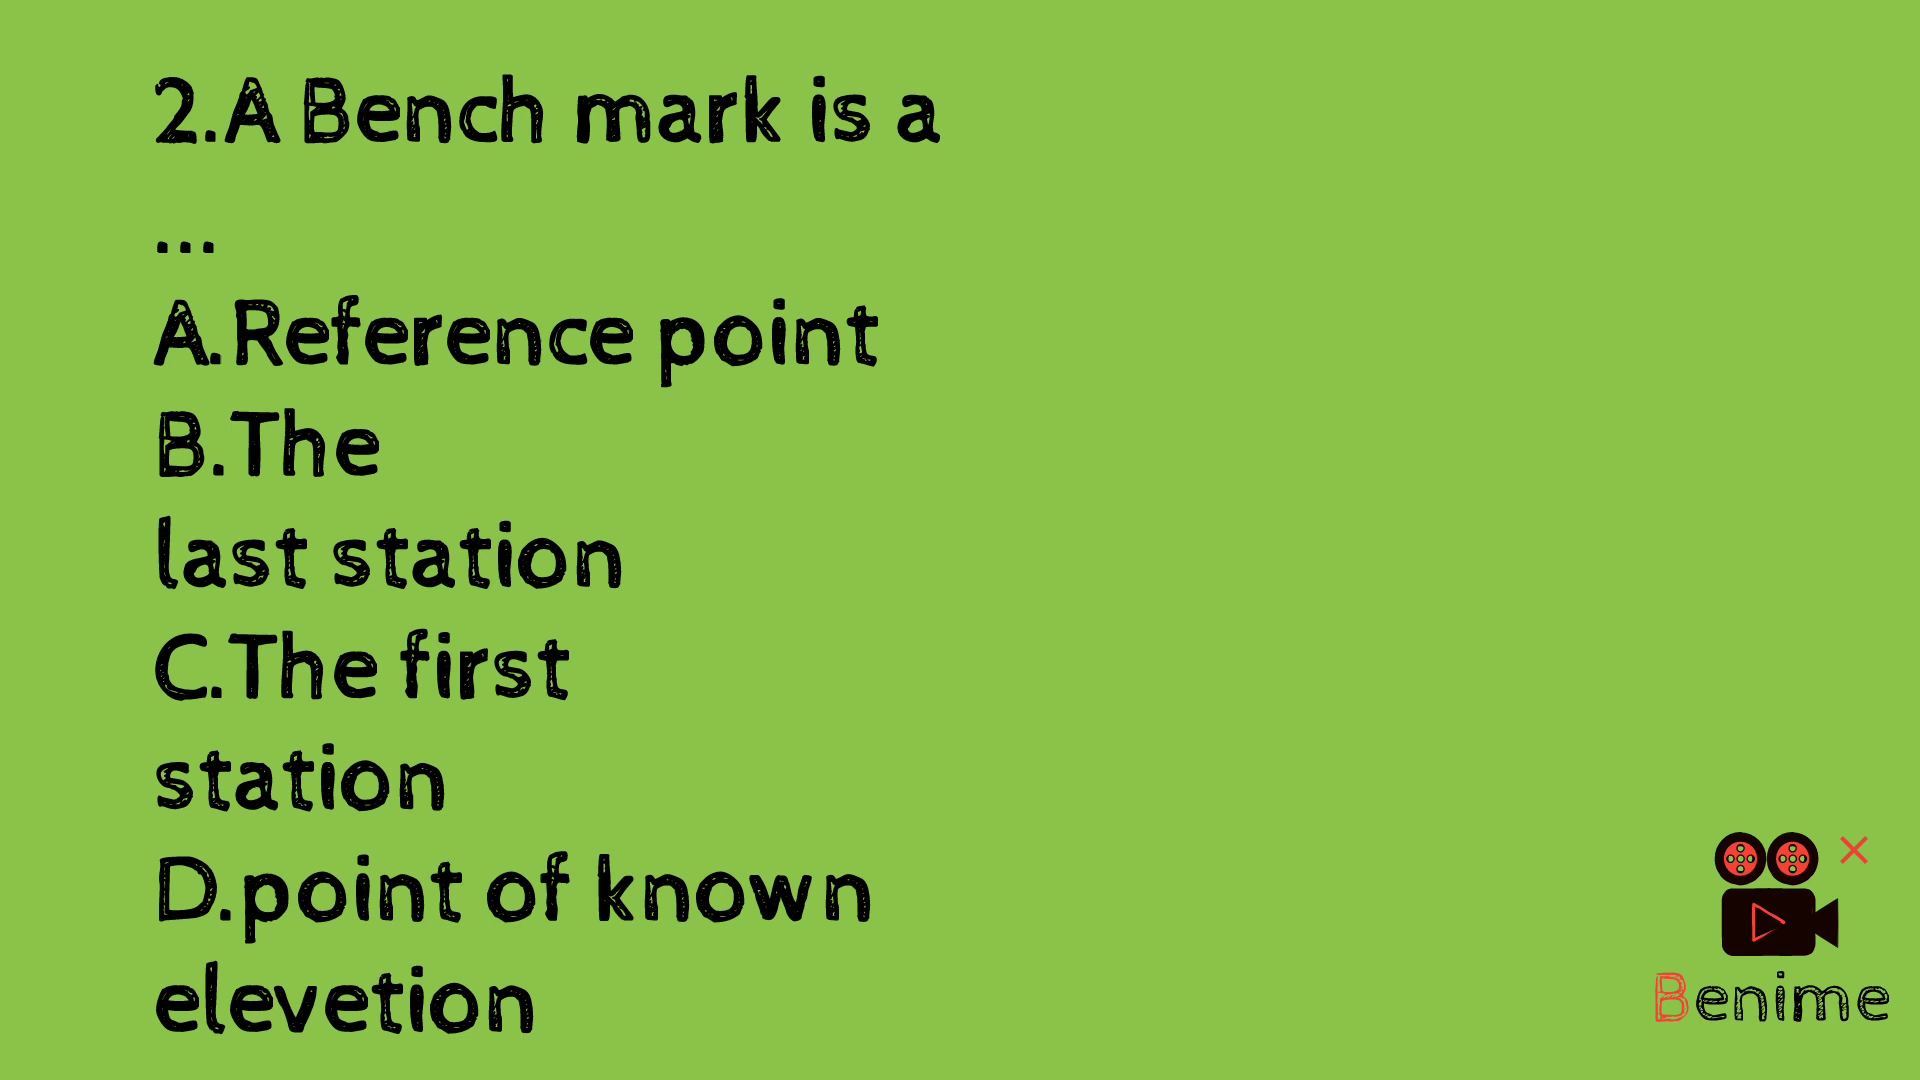 2.A Bench mark is a
...
A.Reference point
B.The
last station
C.The first
station
D.point of known
elevetion
Benime